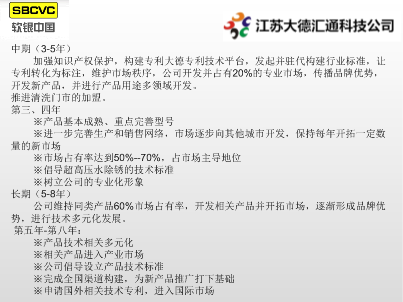 SBCVC
软银中国
江苏大德汇通科技公司
中期（3-5年）
加强知识产权保护，构建专利大德专利技术平台，发起并驻代构建行业标准，让
专利转化为标注，维护市场秩序，公司开发并占有20%的专业市场，传播品牌优势，
开发新产品，并进行产品用途多领域开发。
推进清洗门市的加盟。
第三、四年
※产品基本成熟、重点完善型号
※进一步完善生产和销售网络，市场逐步向其他城市开发，保持每年开拓一定数
量的新市场
※市场占有率达到50%--70%，占市场主导地位
※倡导超高压水除锈的技术标准
※树立公司的专业化形象
长期（5-8年）
公司维持同类产品60%市场占有率，开发相关产品并开拓市场，逐渐形成品牌优
势，进行技术多元化发展。
第五年-第八年：
※产品技术相关多元化
※相关产品进入产业市场
※公司倡导设立产品技术标准
※完成全国渠道构建，为新产品推广打下基础
※申请国外相关技术专利，进入国际市场